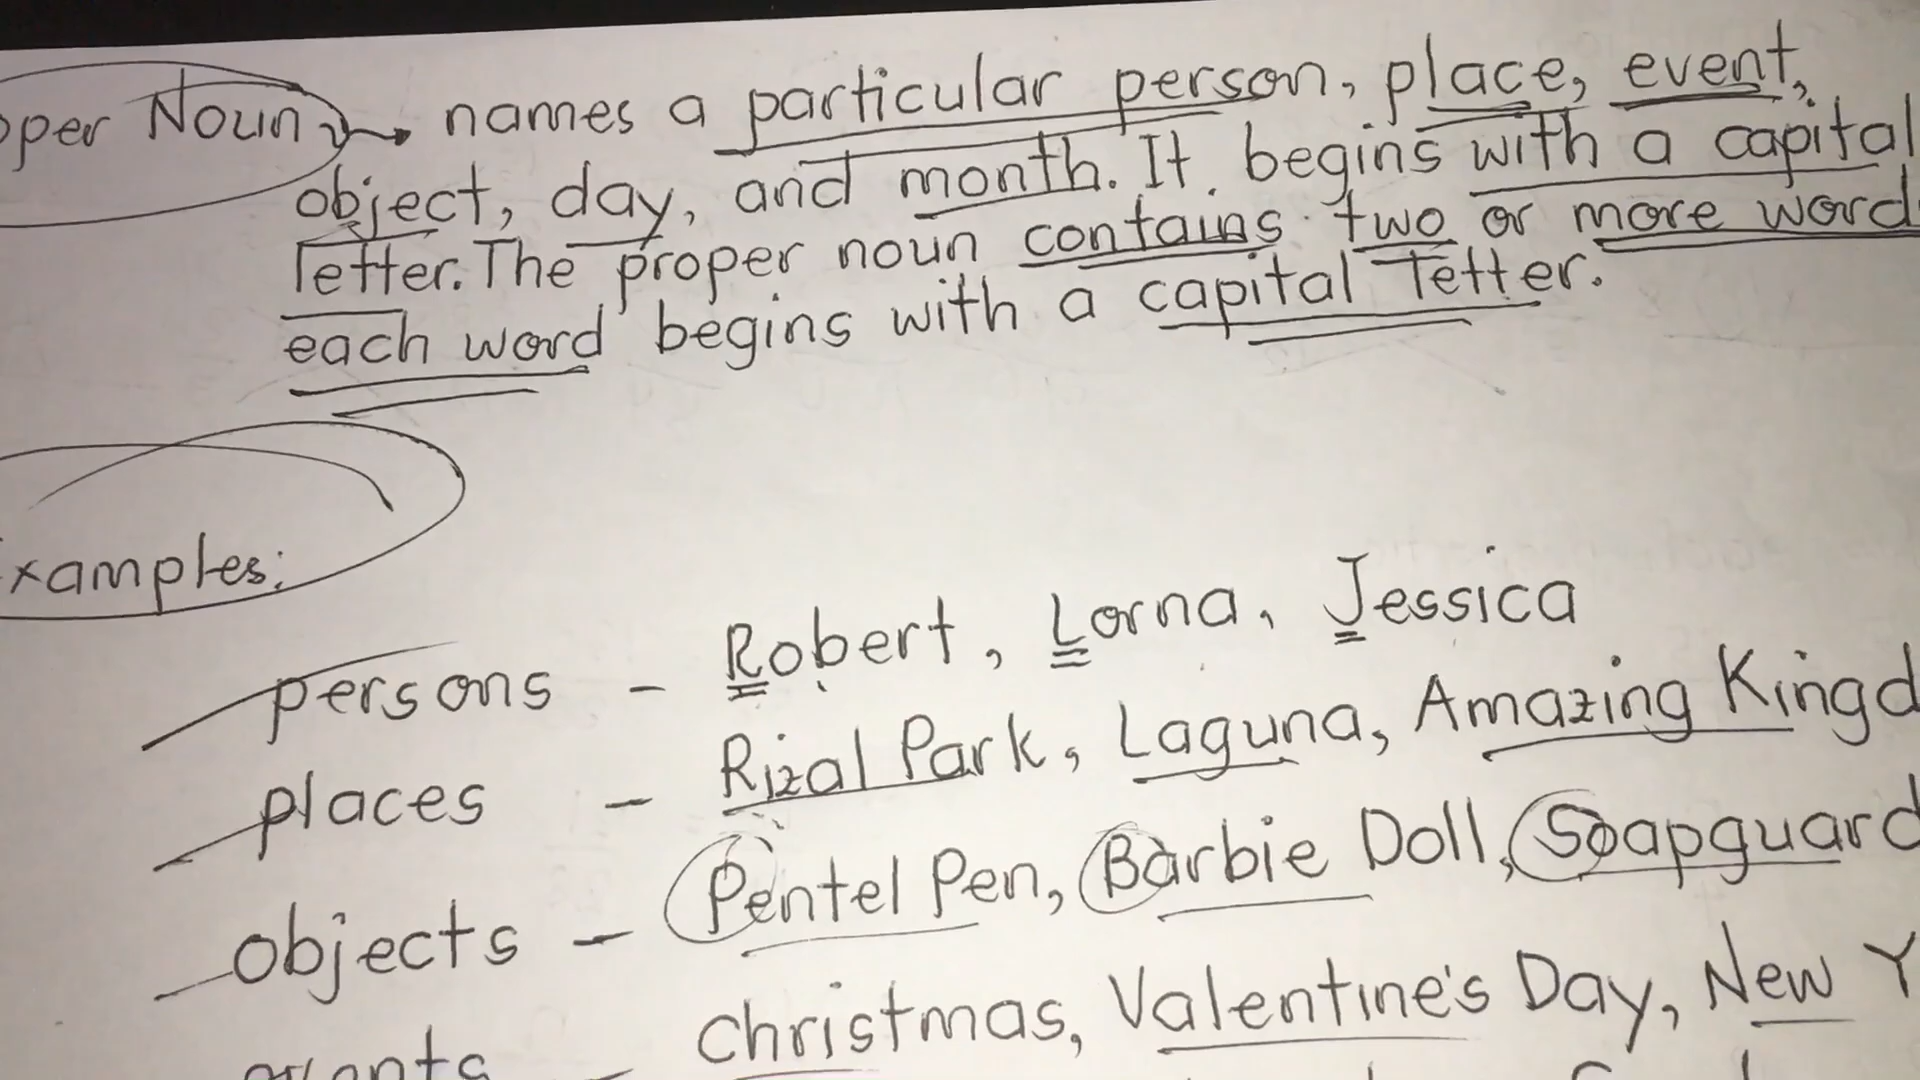 oper Noun → names a particular person, place, event,
object, day, and month. It begins with a capital
letter. The proper noun contains two or more word
each word begins with a capital letter.
xamples:
persons - Robert, Lorna, Jessica
places - Rizal Park, Laguna, Amazing Kingd
objects - Pentel Pen, Barbie Doll, Soapguard
events - Christmas, Valentine's Day, New Y